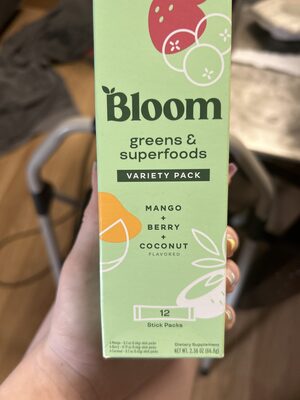 Bloom
greens &
superfoods
VARIETY PACK
MANGO
+
BERRY
+
COCONUT
FLAVORED
12
Stick Packs
Dietary Supplement
NET WT. 2.36 OZ (66.9g)